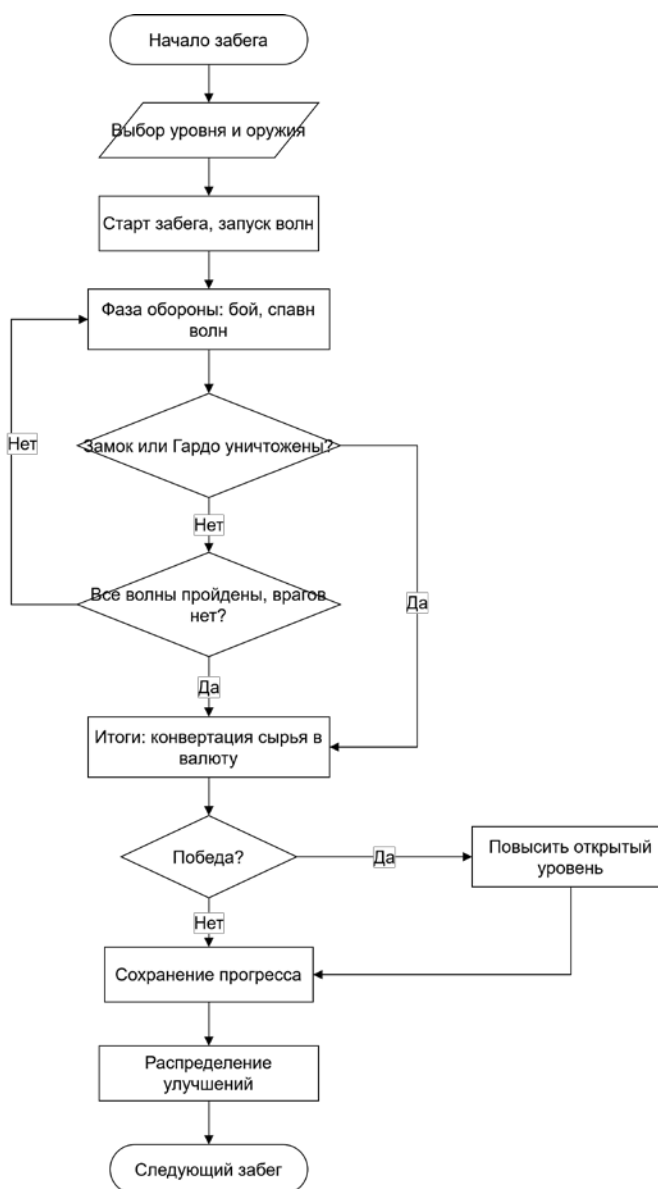 Начало забега
Выбор уровня и оружия
Старт забега, запуск волн
Фаза обороны: бой, спавн
волн
Замок или Гардо уничтожены?
Нет
Нет
Все волны пройдены, врагов
нет?
Да
Да
Итоги: конвертация сырья в
валюту
Победа?
Да
Повысить открытый
уровень
Нет
Сохранение прогресса
Распределение
улучшений
Следующий забег